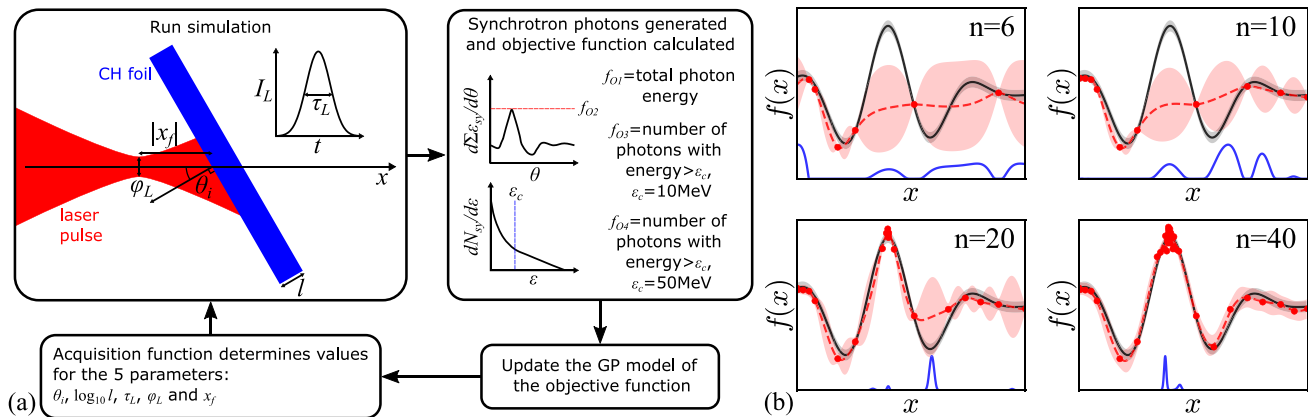 Run simulation
CH foil
I_L
τ_L
t
|x_f|
x
φ_L
θ_i
laser
pulse
l
Synchrotron photons generated
and objective function calculated
dΣε_sy/dθ
f_O2
θ
f_O1=total photon
energy
f_O3=number of
photons with
energy>ε_c,
ε_c=10MeV
dN_sy/dε
ε_c
ε
f_O4=number of
photons with
energy>ε_c,
ε_c=50MeV
Acquisition function determines values
for the 5 parameters:
θ_i, log₁₀ l, τ_L, φ_L and x_f
Update the GP model of
the objective function
(a)
n=6
f(x)
x
n=10
f(x)
x
n=20
f(x)
x
n=40
f(x)
x
(b)